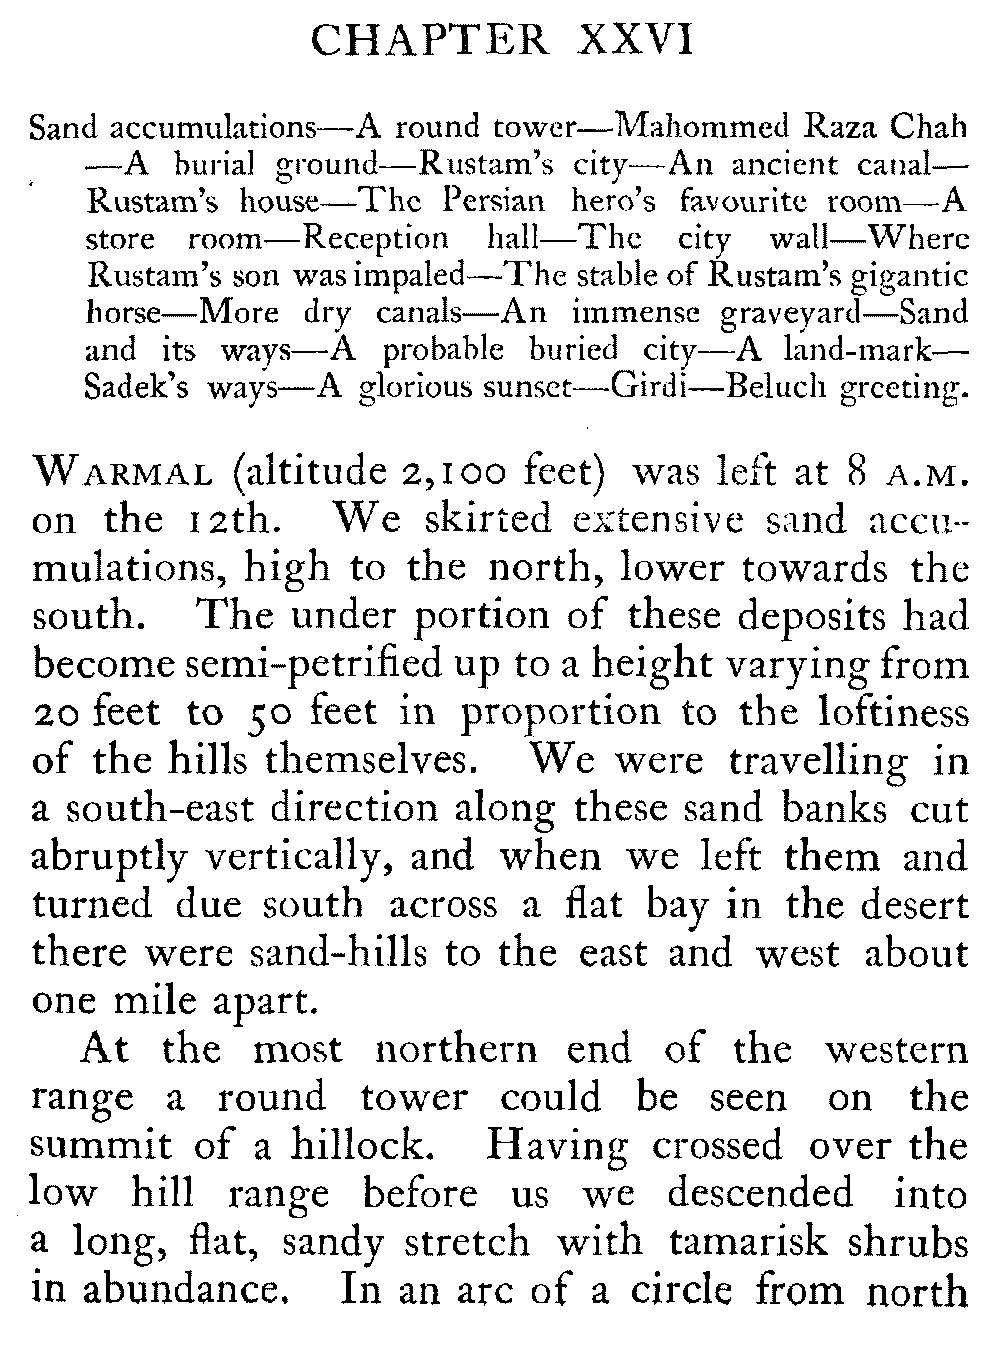 CHAPTER XXVI
Sand accumulations—A round tower—Mahommed Raza Chah
—A burial ground—Rustam's city—An ancient canal—
Rustam's house—The Persian hero's favourite room—A
store room—Reception hall—The city wall—Where
Rustam's son was impaled—The stable of Rustam's gigantic
horse—More dry canals—An immense graveyard—Sand
and its ways—A probable buried city—A land-mark—
Sadek's ways—A glorious sunset—Girdi—Beluch greeting.
WARMAL (altitude 2,100 feet) was left at 8 A.M.
on the 12th. We skirted extensive sand accu-
mulations, high to the north, lower towards the
south. The under portion of these deposits had
become semi-petrified up to a height varying from
20 feet to 50 feet in proportion to the loftiness
of the hills themselves. We were travelling in
a south-east direction along these sand banks cut
abruptly vertically, and when we left them and
turned due south across a flat bay in the desert
there were sand-hills to the east and west about
one mile apart.
At the most northern end of the western
range a round tower could be seen on the
summit of a hillock. Having crossed over the
low hill range before us we descended into
a long, flat, sandy stretch with tamarisk shrubs
in abundance. In an arc of a circle from north